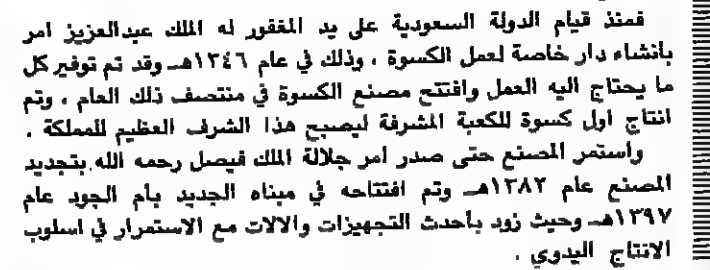 فمنذ قيام الدولة السعودية على يد المغفور له الملك عبدالعزيز امر
بانشاء دار خاصة لعمل الكسوة ، وذلك في عام ١٣٤٦هـ وقد تم توفير كل
ما يحتاج اليه العمل وافتتح مصنع الكسوة في منتصف ذلك العام ، وتم
انتاج اول كسوة للكعبة المشرفة ليصبح هذا الشرف العظيم للمملكة .
واستمر المصنع حتى صدر امر جلالة الملك فيصل رحمه الله بتجديد
المصنع عام ١٣٨٢هـ وتم افتتاحه في مبناه الجديد بأم الجود عام
١٣٩٧هـ وحيث زود بأحدث التجهيزات والالات مع الاستمرار في اسلوب
الانتاج اليدوي .